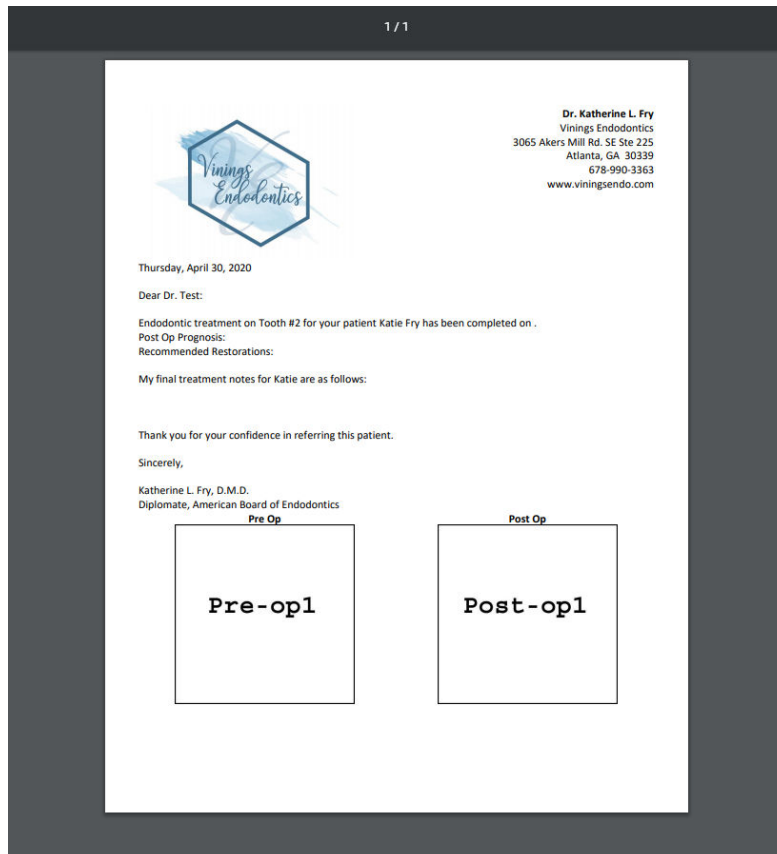 1 / 1
Vinings
Endodontics
Dr. Katherine L. Fry
Vinings Endodontics
3065 Akers Mill Rd. SE Ste 225
Atlanta, GA  30339
678-990-3363
www.viningsendo.com
Thursday, April 30, 2020
Dear Dr. Test:
Endodontic treatment on Tooth #2 for your patient Katie Fry has been completed on .
Post Op Prognosis:
Recommended Restorations:
My final treatment notes for Katie are as follows:
Thank you for your confidence in referring this patient.
Sincerely,
Katherine L. Fry, D.M.D.
Diplomate, American Board of Endodontics
Pre Op
Post Op
Pre-op1
Post-op1